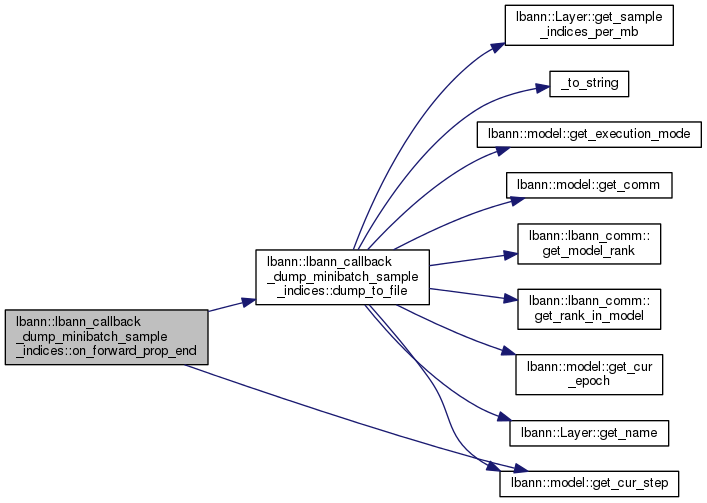 lbann::Layer::get_sample
_indices_per_mb
_to_string
lbann::model::get_execution_mode
lbann::model::get_comm
lbann::lbann_comm::
get_model_rank
lbann::lbann_callback
_dump_minibatch_sample
_indices::dump_to_file
lbann::lbann_comm::
get_rank_in_model
lbann::lbann_callback
_dump_minibatch_sample
_indices::on_forward_prop_end
lbann::model::get_cur
_epoch
lbann::Layer::get_name
lbann::model::get_cur_step